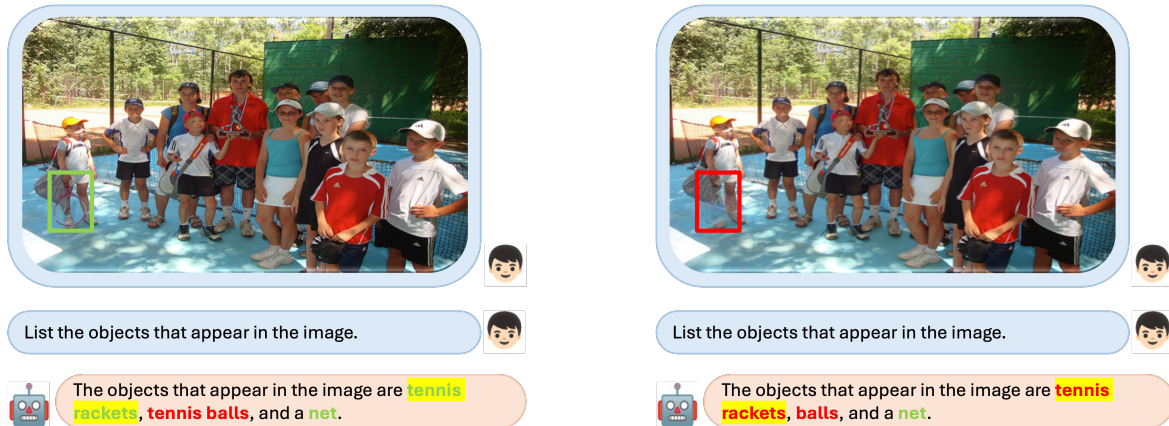 List the objects that appear in the image.
The objects that appear in the image are tennis
rackets, tennis balls, and a net.
List the objects that appear in the image.
The objects that appear in the image are tennis
rackets, balls, and a net.